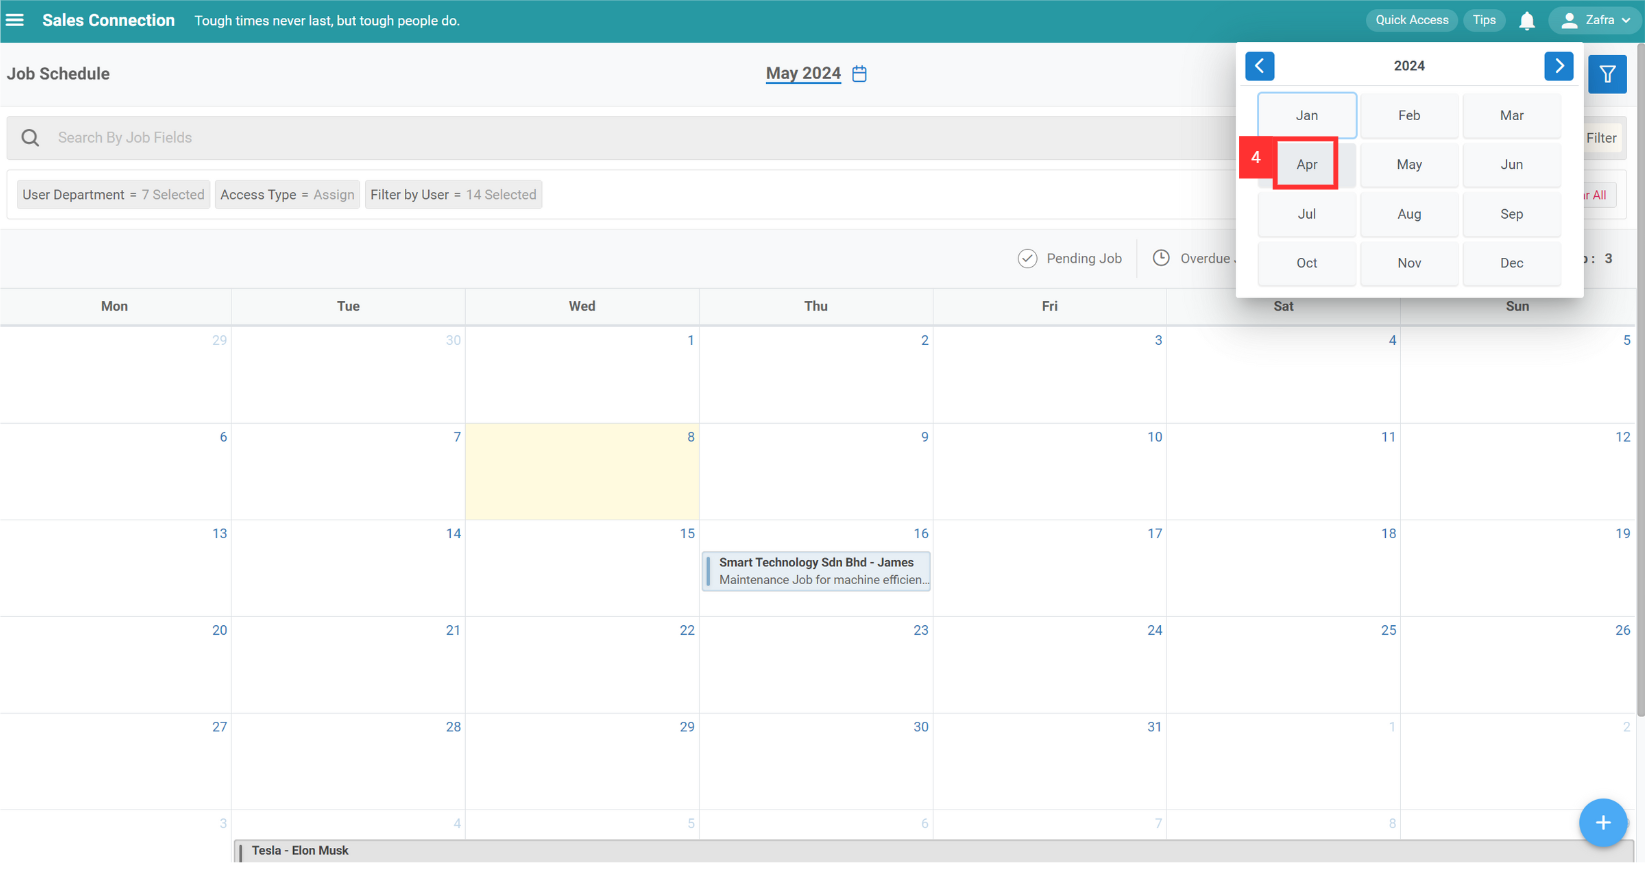 Sales Connection Tough times never last, but tough people do. Quick Access Tips Zafra
Job Schedule May 2024
2024
Jan Feb Mar
4 Apr May Jun
Jul Aug Sep
Oct Nov Dec
Search By Job Fields Filter
User Department = 7 Selected Access Type = Assign Filter by User = 14 Selected All
Pending Job Overdue : 3
Mon Tue Wed Thu Fri Sat Sun
29 30 1 2 3 4 5
6 7 8 9 10 11 12
13 14 15 16 17 18 19
Smart Technology Sdn Bhd - James
Maintenance Job for machine efficien...
20 21 22 23 24 25 26
27 28 29 30 31 1 2
3 4 5 6 7 8
Tesla - Elon Musk